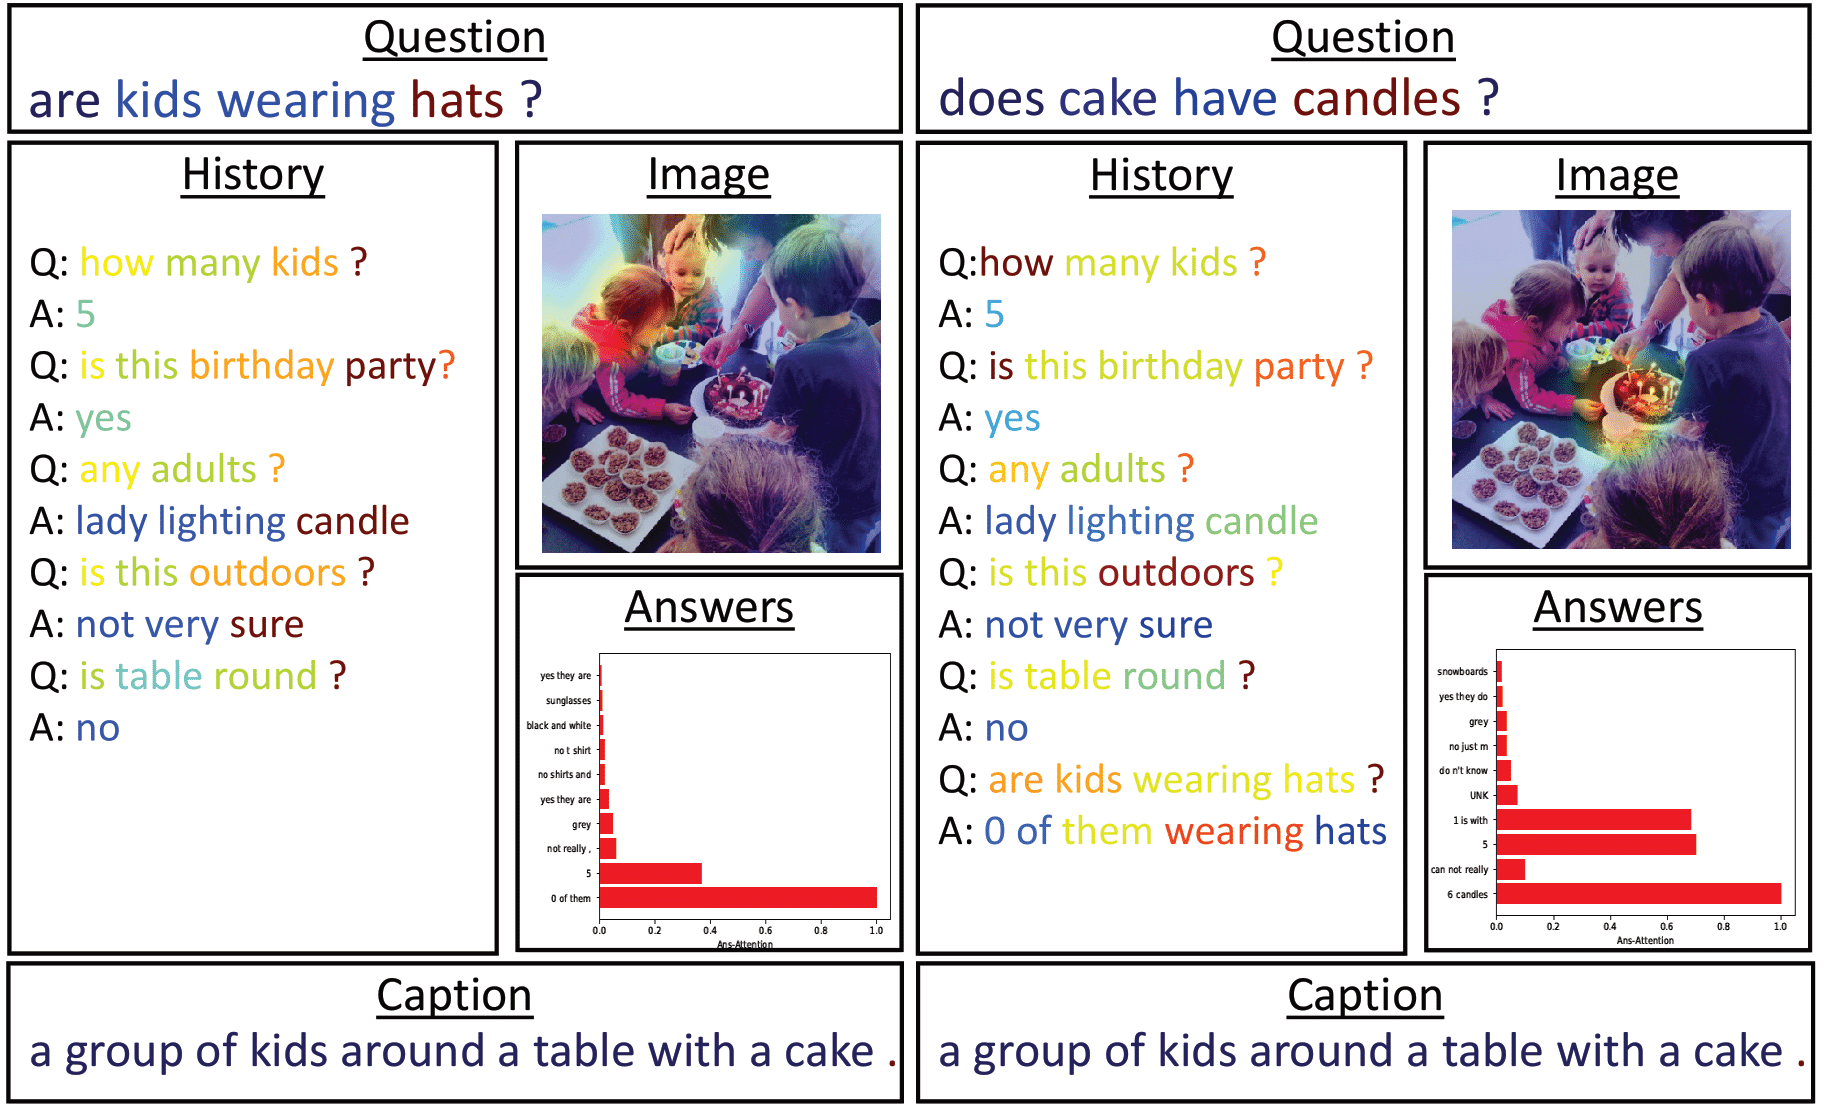 Question
are kids wearing hats ?
History
Q: how many kids ?
A: 5
Q: is this birthday party?
A: yes
Q: any adults ?
A: lady lighting candle
Q: is this outdoors ?
A: not very sure
Q: is table round ?
A: no
Image
Answers
yes they are
sunglasses
black and white
no t shirt
no shirts and
yes they are
grey
not really .
5
0 of them
0.0 0.2 0.4 0.6 0.8 1.0
Ans-Attention
Caption
a group of kids around a table with a cake .
Question
does cake have candles ?
History
Q:how many kids ?
A: 5
Q: is this birthday party ?
A: yes
Q: any adults ?
A: lady lighting candle
Q: is this outdoors ?
A: not very sure
Q: is table round ?
A: no
Q: are kids wearing hats ?
A: 0 of them wearing hats
Image
Answers
snowboards
yes they do
grey
no just m
do n't know
UNK
1 is with
5
can not really
6 candles
0.0 0.2 0.4 0.6 0.8 1.0
Ans-Attention
Caption
a group of kids around a table with a cake .